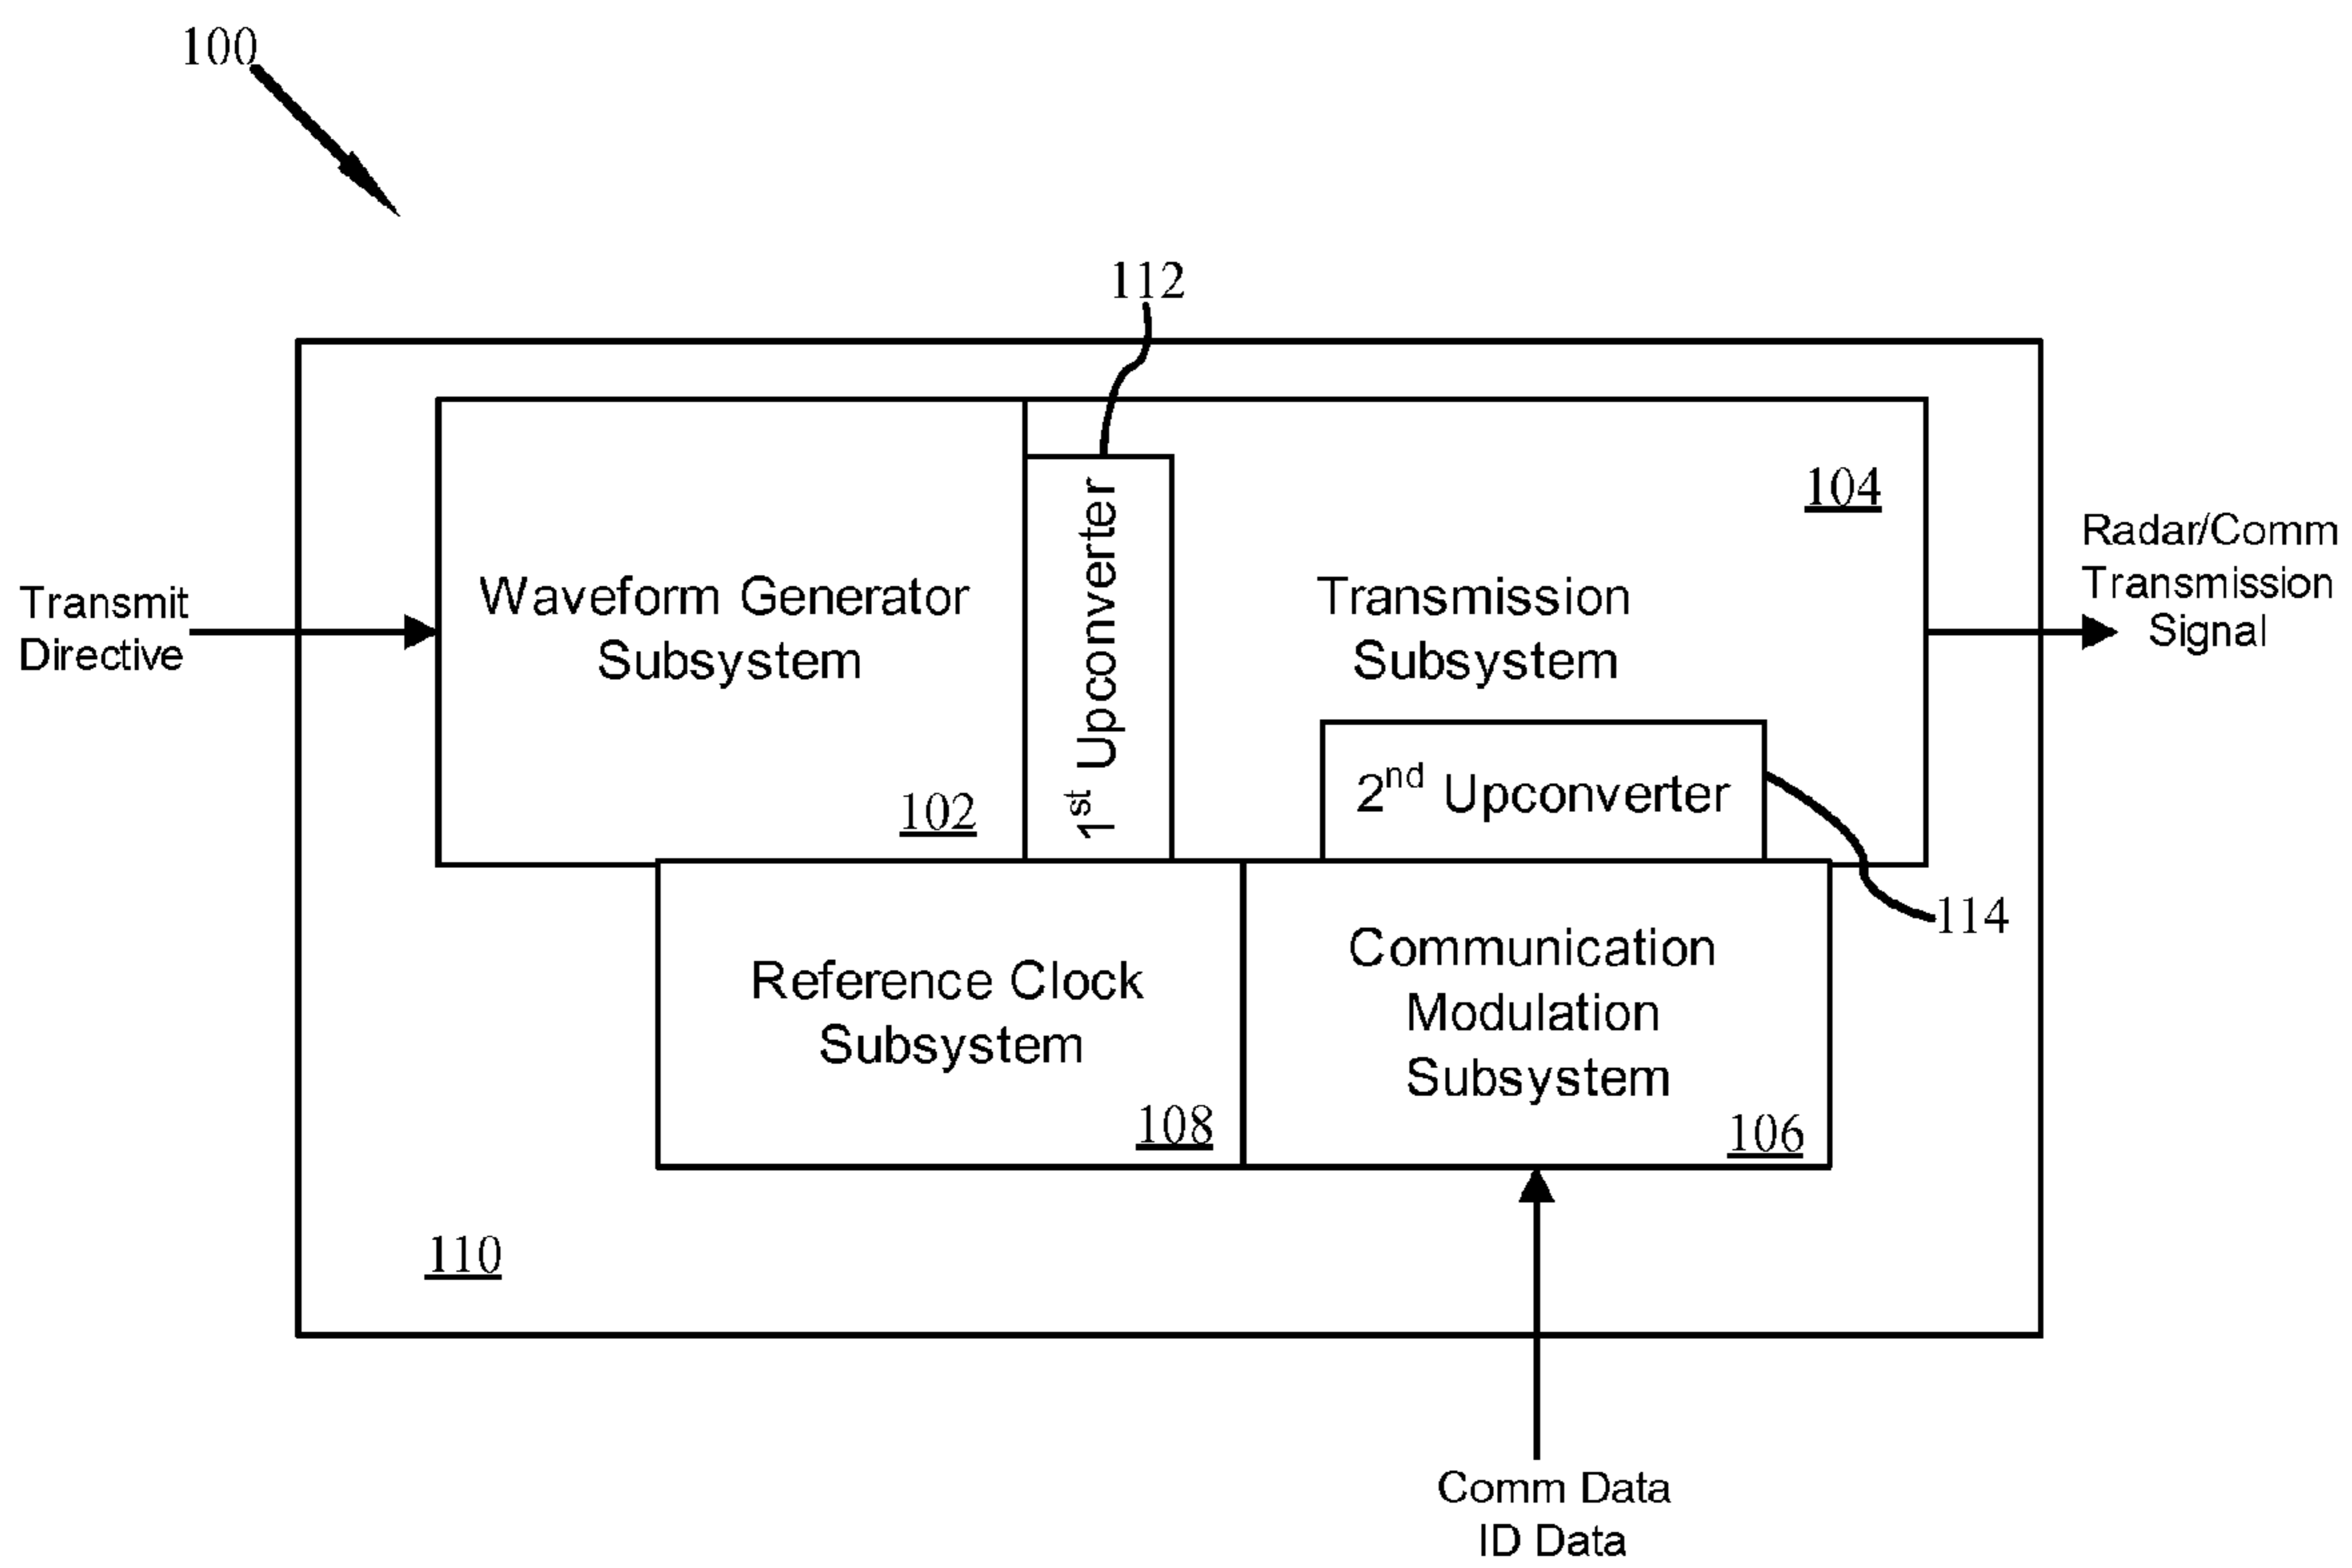 100
112
104
Radar/Comm
Transmission
Signal
Transmit
Directive
Waveform Generator
Subsystem
102
1st Upconverter
Transmission
Subsystem
2nd Upconverter
114
Reference Clock
Subsystem
108
Communication
Modulation
Subsystem
106
110
Comm Data
ID Data